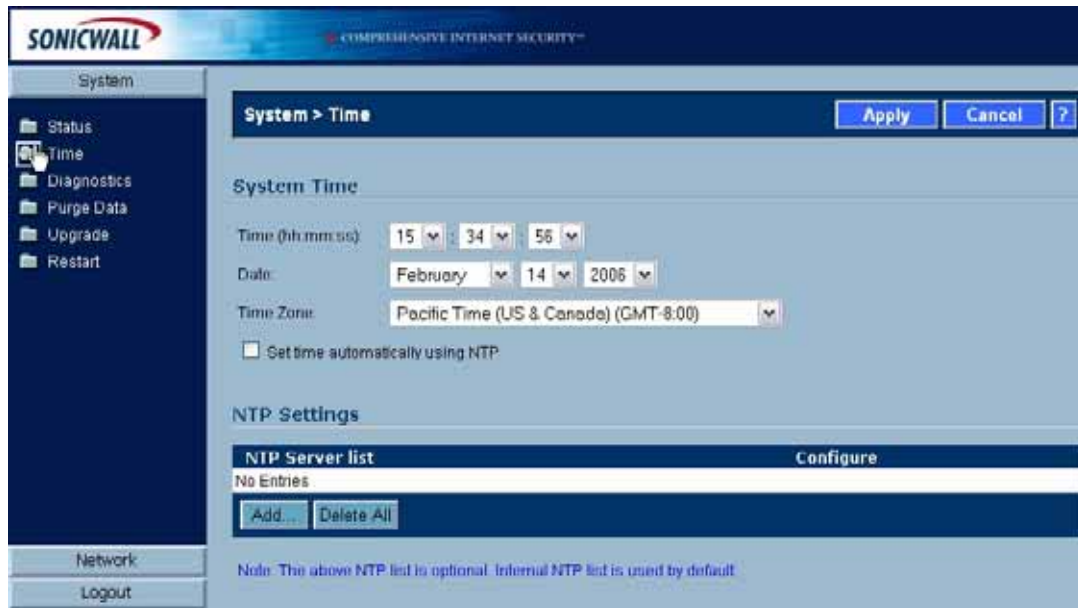 SONICWALL
COMPREHENSIVE INTERNET SECURITY™
System
Status
Time
Diagnostics
Purge Data
Upgrade
Restart
Network
Logout
System > Time
Apply Cancel ?
System Time
Time (hh:mm:ss): 15 : 34 : 56
Date: February 14 2006
Time Zone: Pacific Time (US & Canada) (GMT-8:00)
Set time automatically using NTP
NTP Settings
NTP Server list Configure
No Entries
Add... Delete All
Note: The above NTP list is optional. Internal NTP list is used by default.